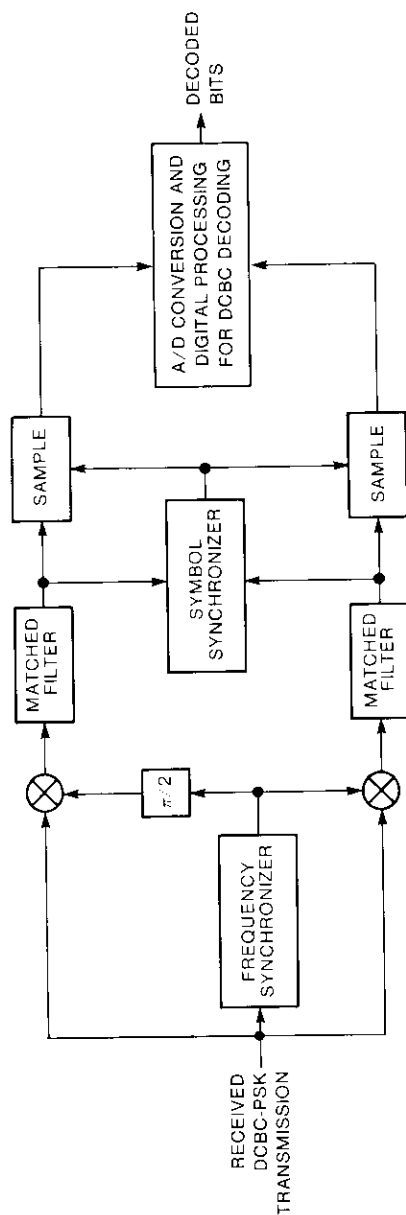 RECEIVED
DCBC-PSK
TRANSMISSION
FREQUENCY
SYNCHRONIZER
π/2
MATCHED
FILTER
MATCHED
FILTER
SYMBOL
SYNCHRONIZER
SAMPLE
SAMPLE
A/D CONVERSION AND
DIGITAL PROCESSING
FOR DCBC DECODING
DECODED
BITS